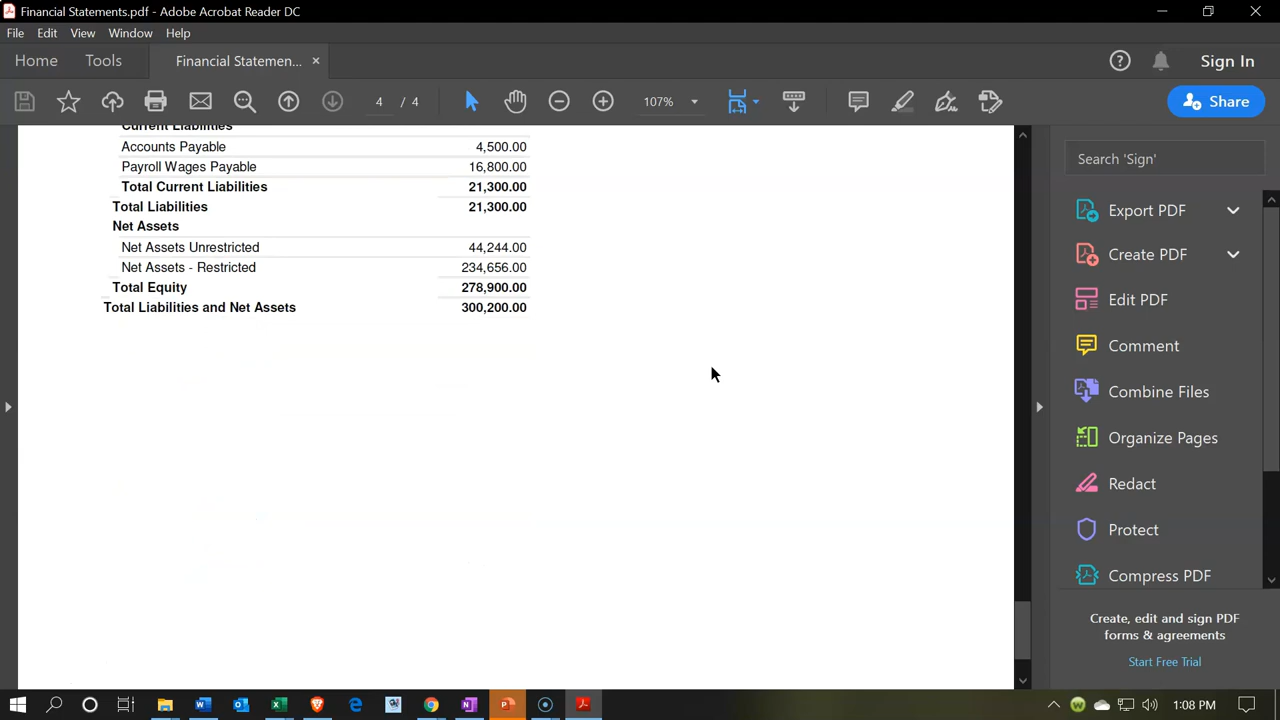 Financial Statements.pdf - Adobe Acrobat Reader DC
File Edit View Window Help
Home Tools Financial Statemen... × Sign In
4 / 4 107% Share
Current Liabilities
Accounts Payable 4,500.00
Payroll Wages Payable 16,800.00
Total Current Liabilities 21,300.00
Total Liabilities 21,300.00
Net Assets
Net Assets Unrestricted 44,244.00
Net Assets - Restricted 234,656.00
Total Equity 278,900.00
Total Liabilities and Net Assets 300,200.00
Search 'Sign'
Export PDF
Create PDF
Edit PDF
Comment
Combine Files
Organize Pages
Redact
Protect
Compress PDF
Create, edit and sign PDF
forms & agreements
Start Free Trial
1:08 PM